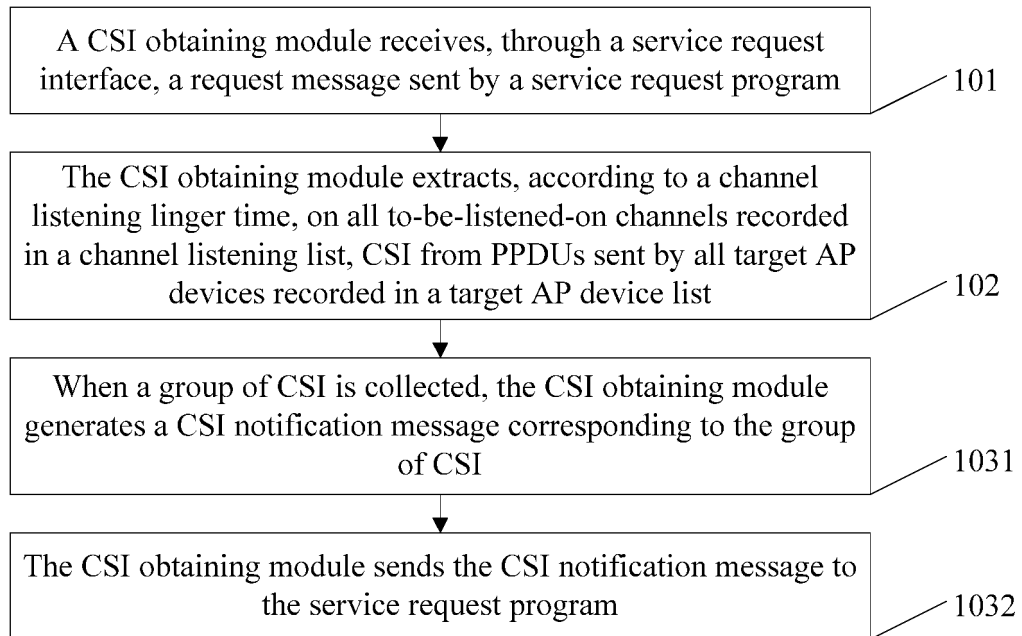 A CSI obtaining module receives, through a service request
interface, a request message sent by a service request program
101
The CSI obtaining module extracts, according to a channel
listening linger time, on all to-be-listened-on channels recorded
in a channel listening list, CSI from PPDUs sent by all target AP
devices recorded in a target AP device list
102
When a group of CSI is collected, the CSI obtaining module
generates a CSI notification message corresponding to the group
of CSI
1031
The CSI obtaining module sends the CSI notification message to
the service request program
1032